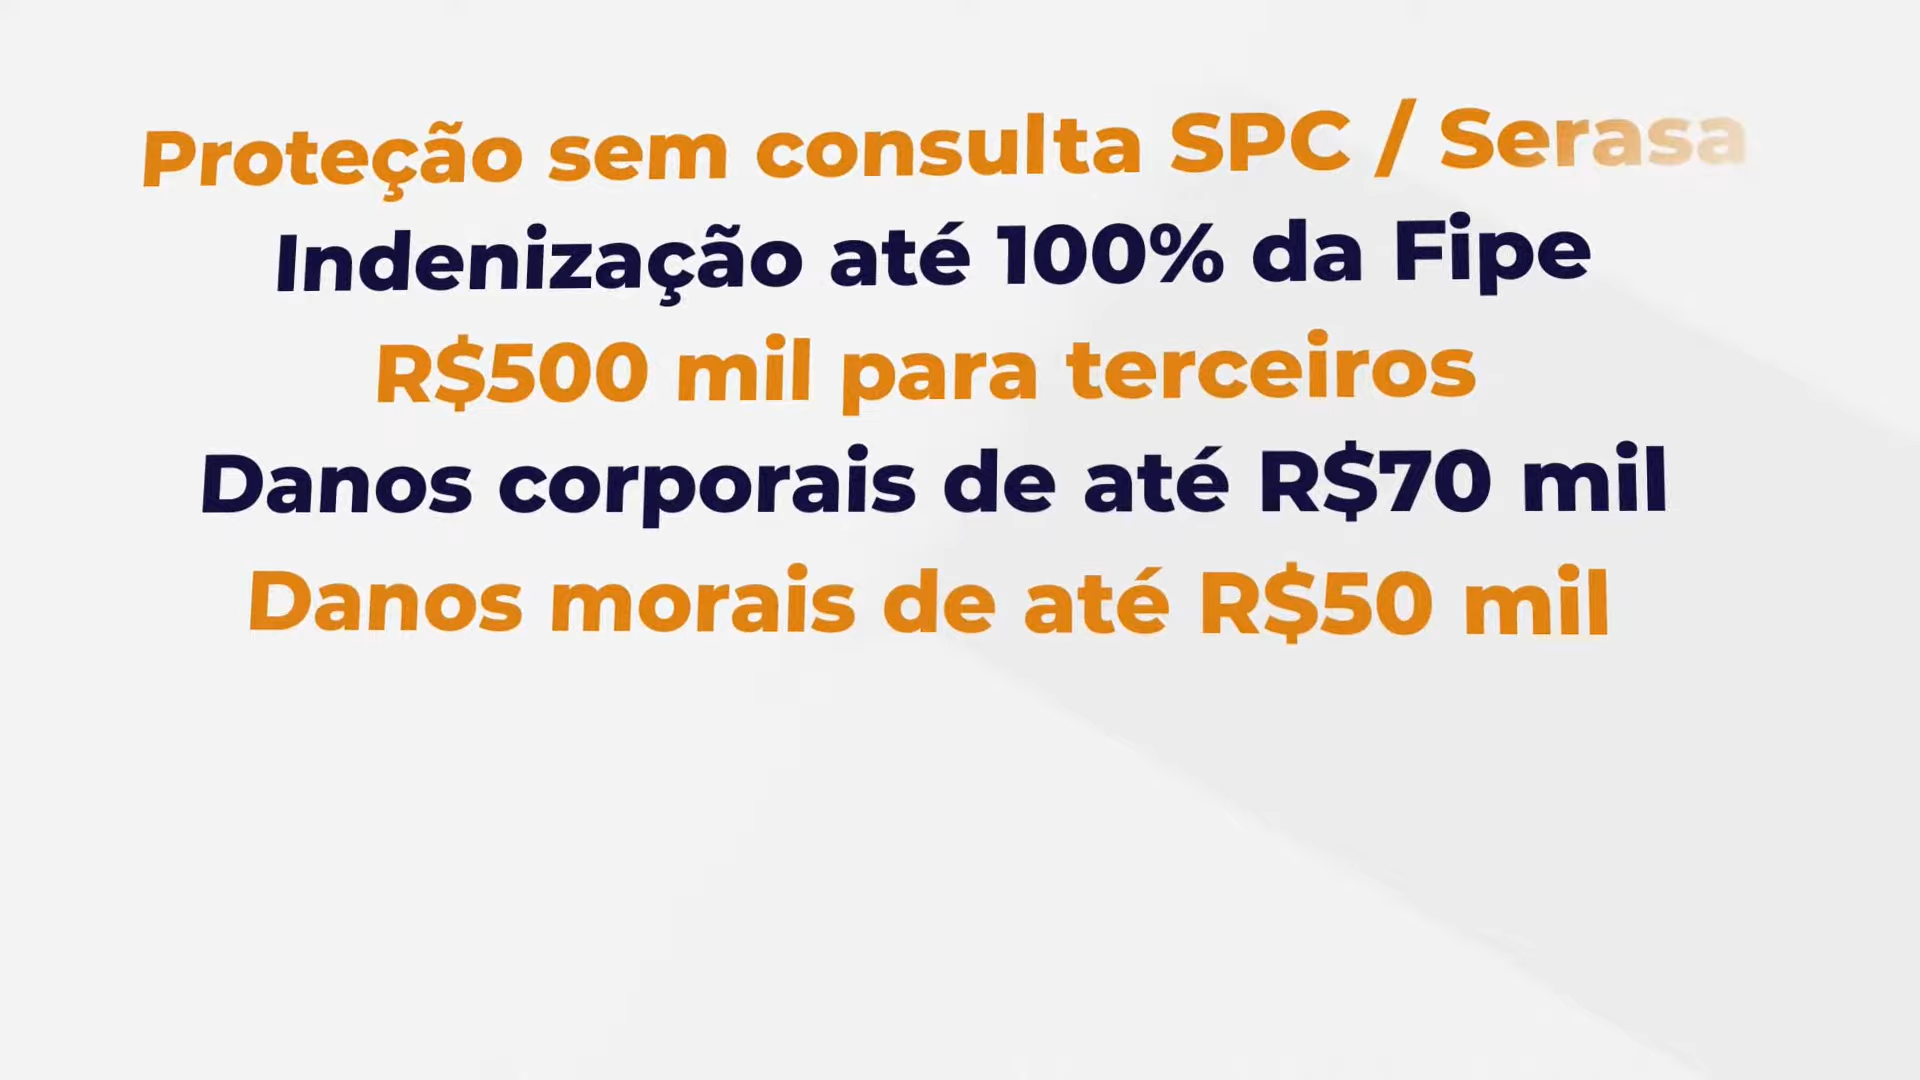 Proteção sem consulta SPC / Serasa
Indenização até 100% da Fipe
R$500 mil para terceiros
Danos corporais de até R$70 mil
Danos morais de até R$50 mil